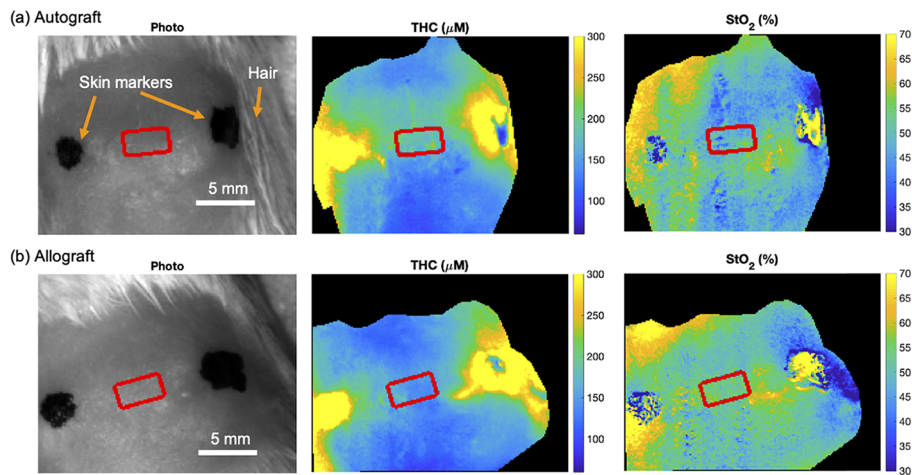 (a) Autograft
Photo
THC (μM)
StO₂ (%)
Skin markers
Hair
5 mm
300
250
200
150
100
70
65
60
55
50
45
40
35
30
(b) Allograft
Photo
THC (μM)
StO₂ (%)
5 mm
300
250
200
150
100
70
65
60
55
50
45
40
35
30